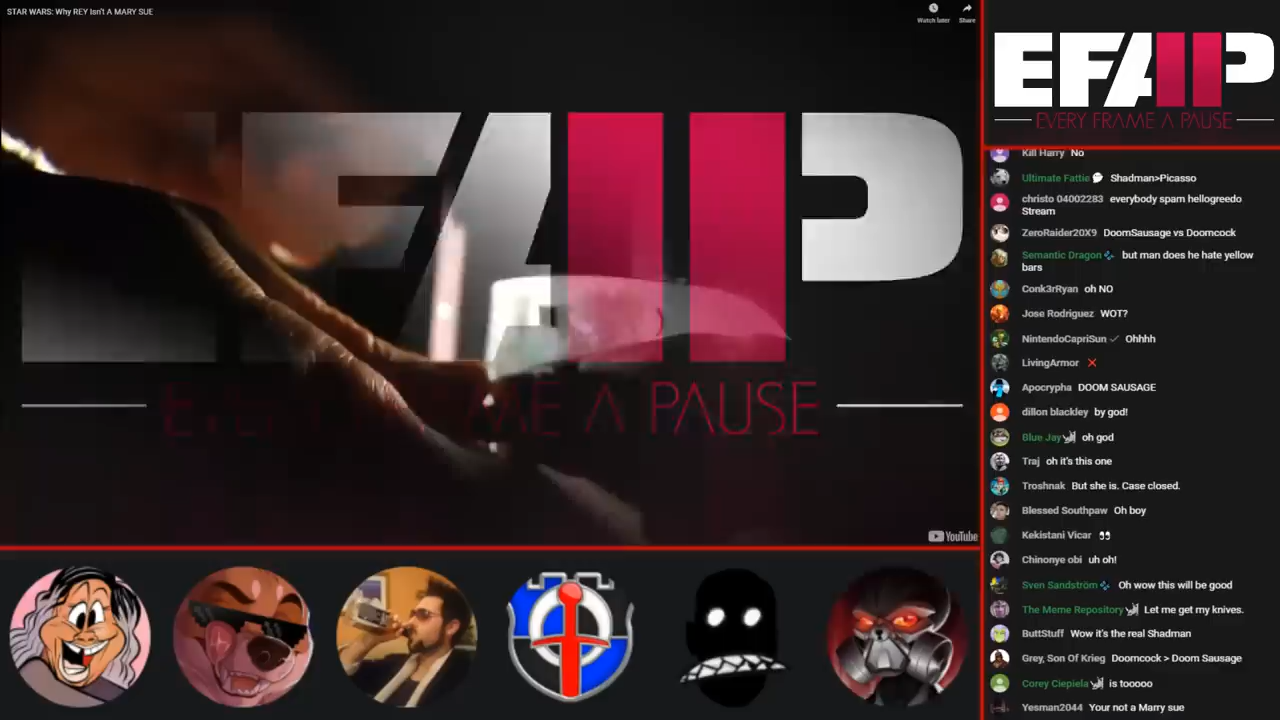 STAR WARS: Why REY Isn't A MARY SUE
Watch later
Share
EFAP
EVERY FRAME A PAUSE
YouTube
EFAP
EVERY FRAME A PAUSE
Kill Harry No
Ultimate Fattie Shadman>Picasso
christo 04002283 everybody spam hellogreedo
Stream
ZeroRaider20X9 DoomSausage vs Doomcock
Semantic Dragon but man does he hate yellow
bars
Conk3rRyan oh NO
Jose Rodriguez WOT?
NintendoCapriSun Ohhhh
LivingArmor
Apocrypha DOOM SAUSAGE
dillon blackley by god!
Blue Jay oh god
Traj oh it's this one
Troshnak But she is. Case closed.
Blessed Southpaw Oh boy
Kekistani Vicar
Chinonye obi uh oh!
Sven Sandström Oh wow this will be good
The Meme Repository Let me get my knives.
ButtStuff Wow it's the real Shadman
Grey, Son Of Krieg Doomcock > Doom Sausage
Corey Ciepiela is tooooo
Yesman2044 Your not a Marry sue